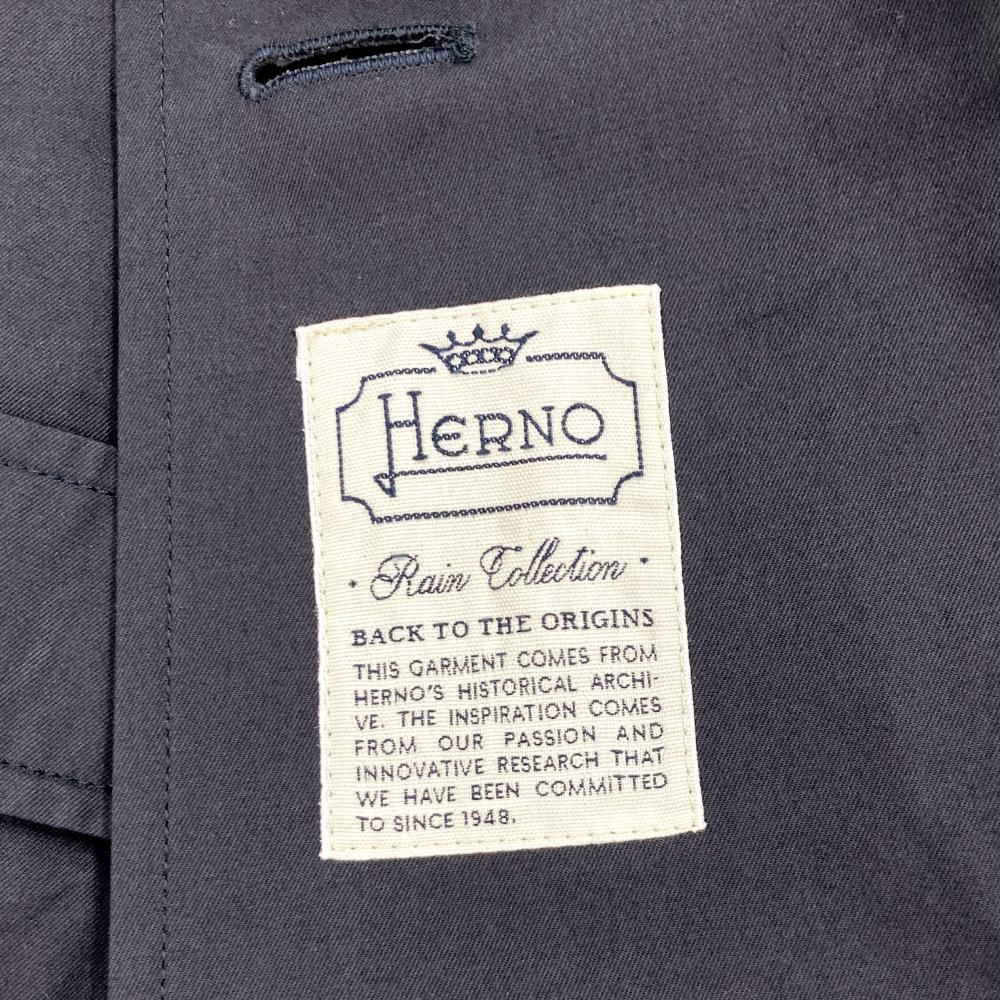 HERNO
Rain Collection
BACK TO THE ORIGINS
THIS GARMENT COMES FROM
HERNO'S HISTORICAL ARCHI-
VE. THE INSPIRATION COMES
FROM OUR PASSION AND
INNOVATIVE RESEARCH THAT
WE HAVE BEEN COMMITTED
TO SINCE 1948.